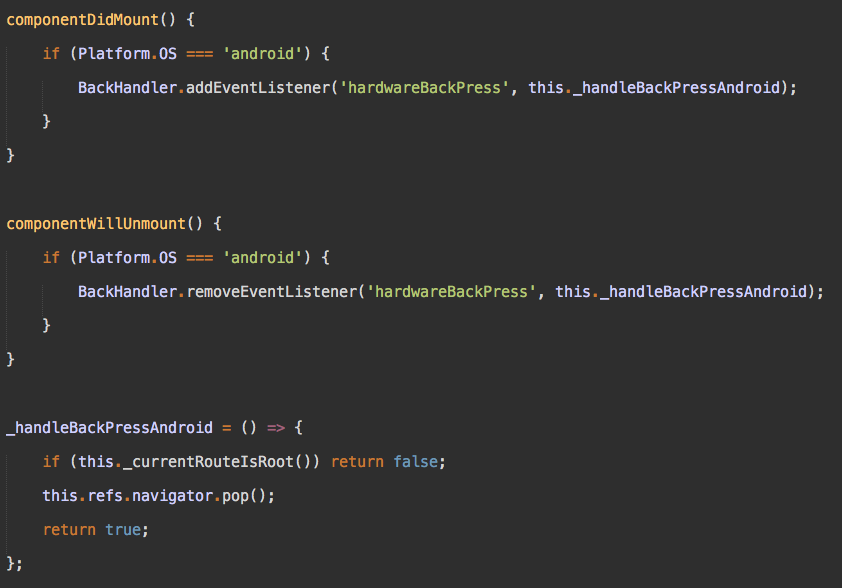 componentDidMount() {
    if (Platform.OS === 'android') {
        BackHandler.addEventListener('hardwareBackPress', this._handleBackPressAndroid);
    }
}
componentWillUnmount() {
    if (Platform.OS === 'android') {
        BackHandler.removeEventListener('hardwareBackPress', this._handleBackPressAndroid);
    }
}
_handleBackPressAndroid = () => {
    if (this._currentRouteIsRoot()) return false;
    this.refs.navigator.pop();
    return true;
};